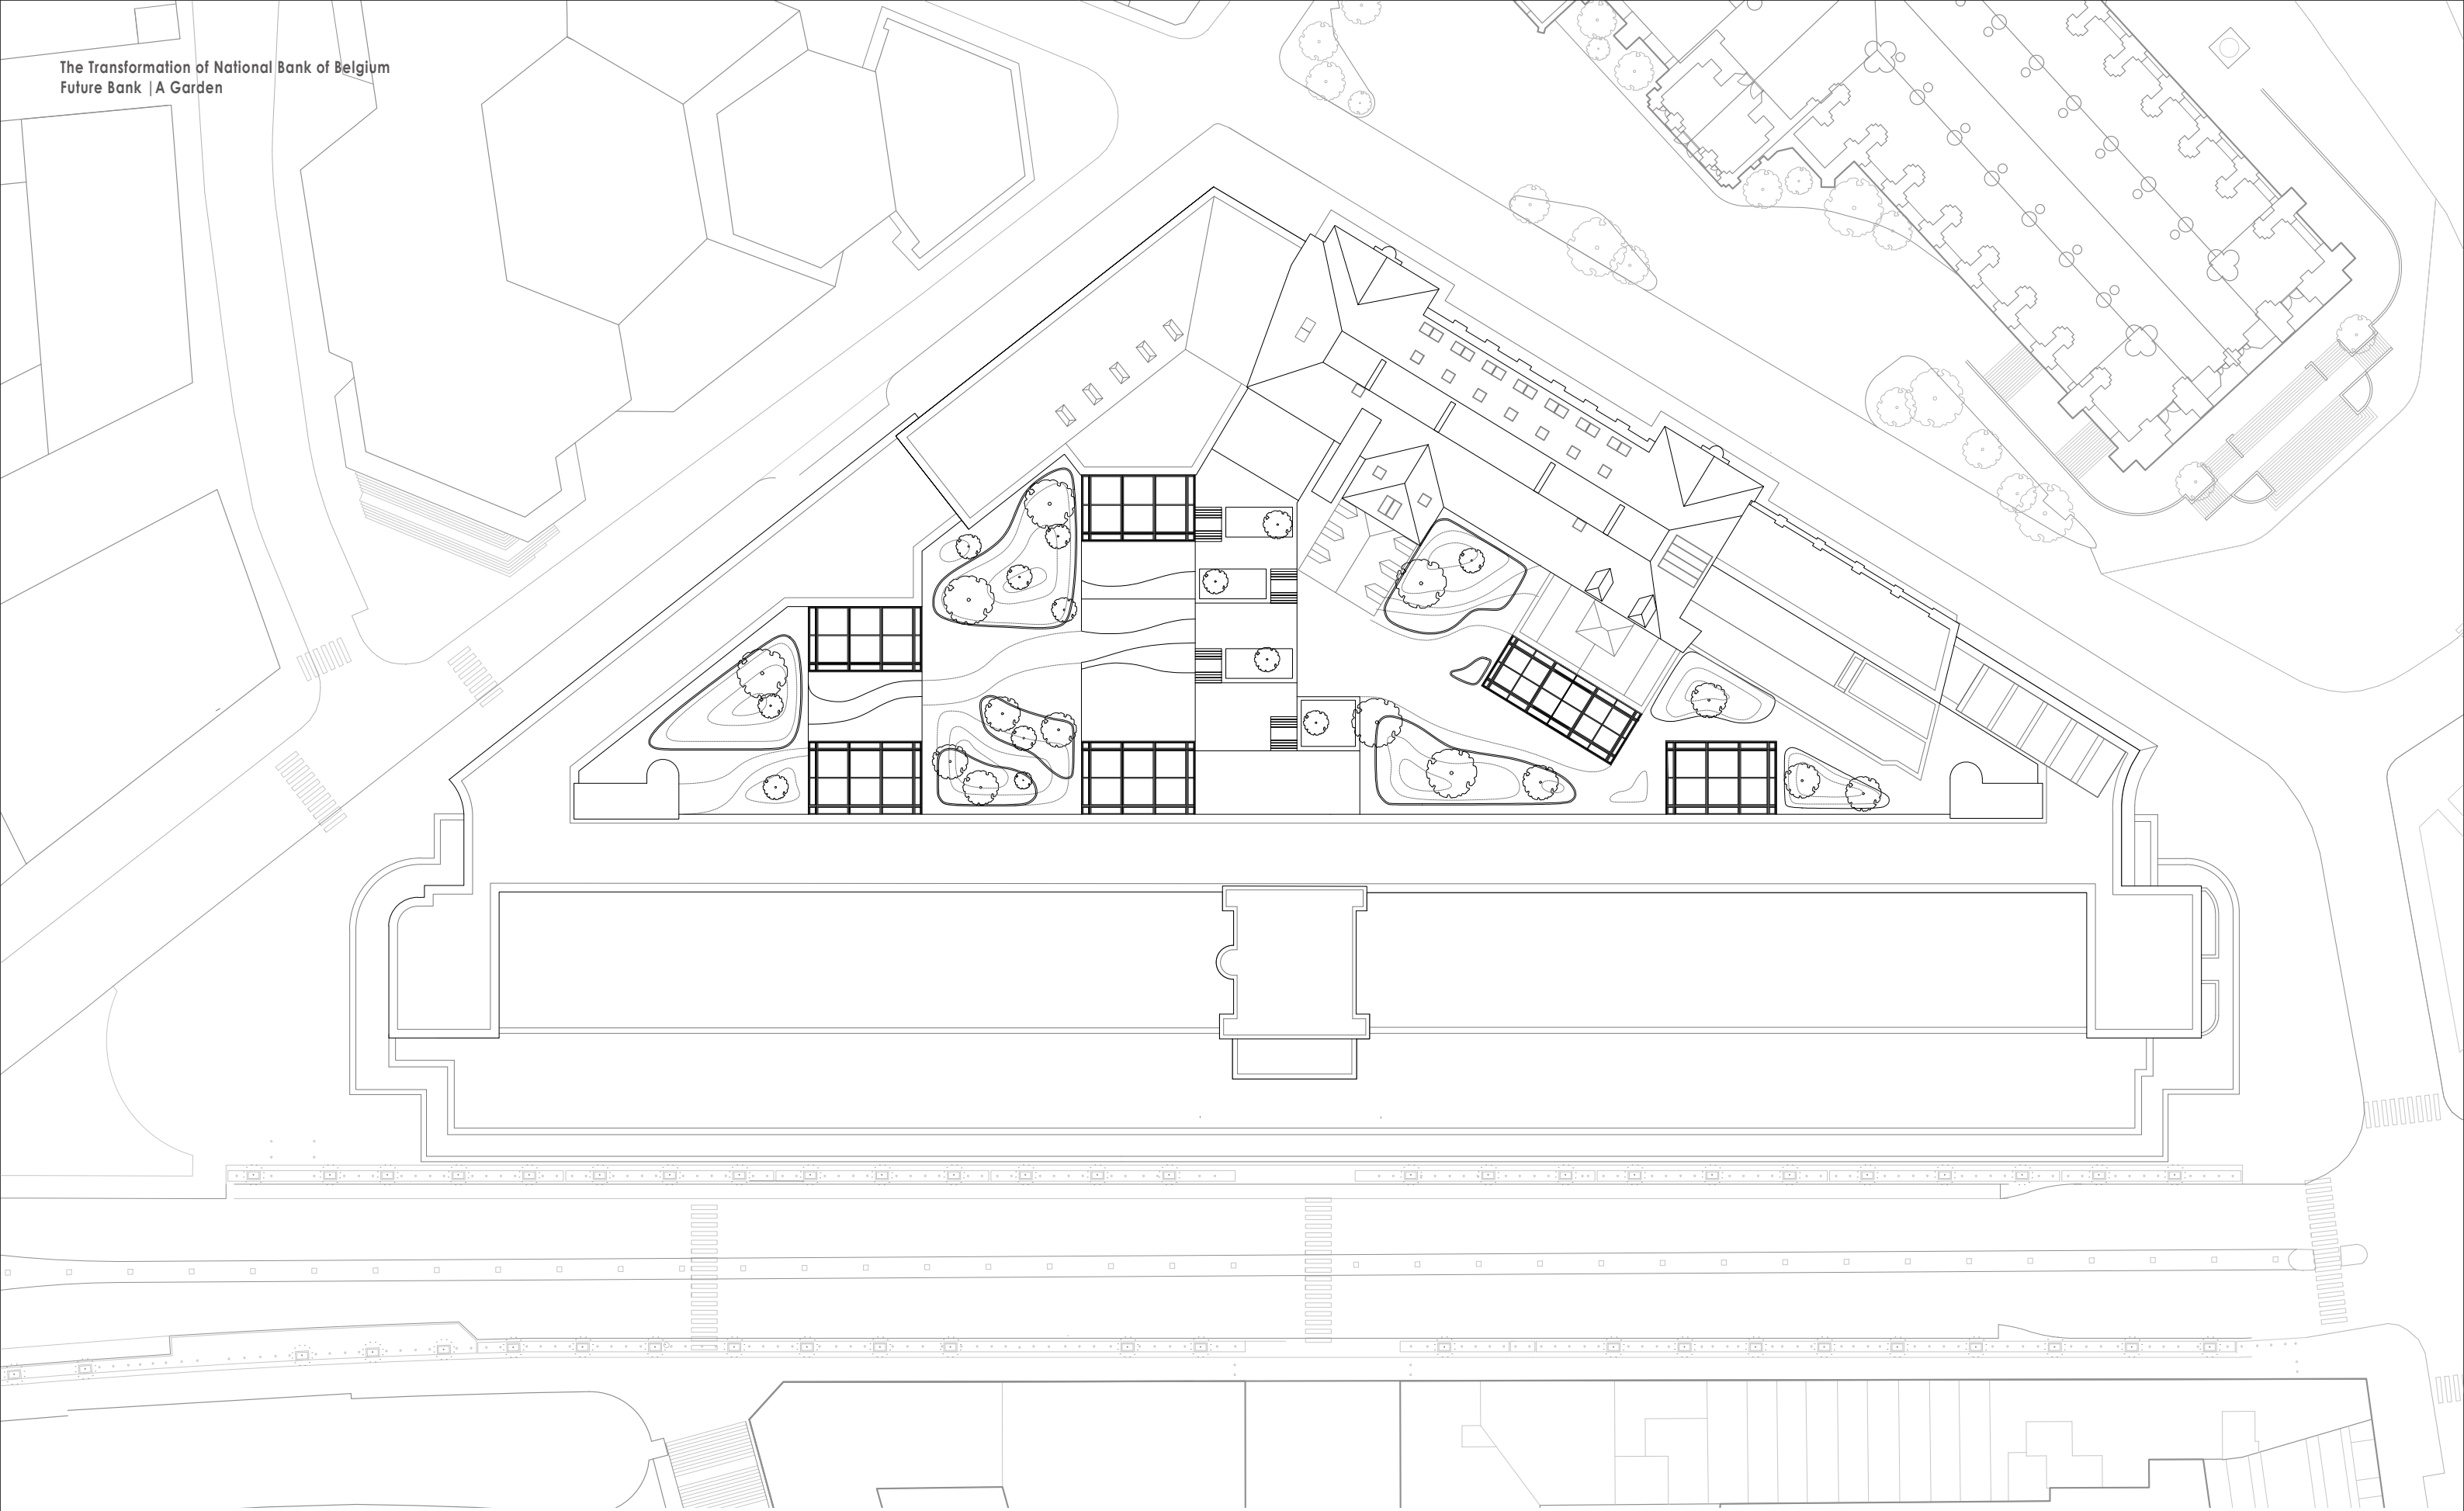 The Transformation of National Bank of Belgium
Future Bank |A Garden